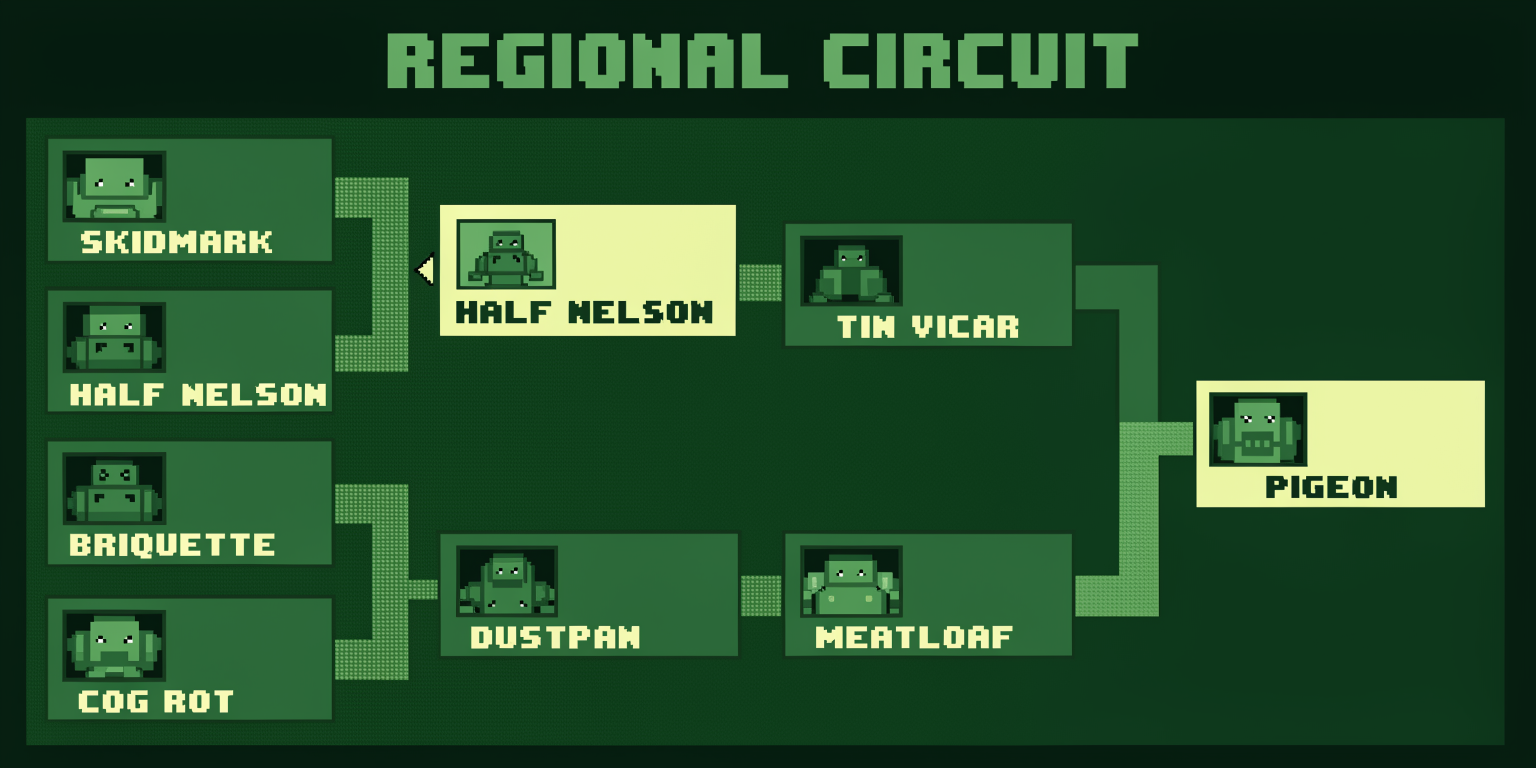 REGIONAL CIRCUIT
SKIDMARK
HALF NELSON
BRIQUETTE
COG ROT
HALF NELSON
DUSTPAN
TIN VICAR
MEATLOAF
PIGEON